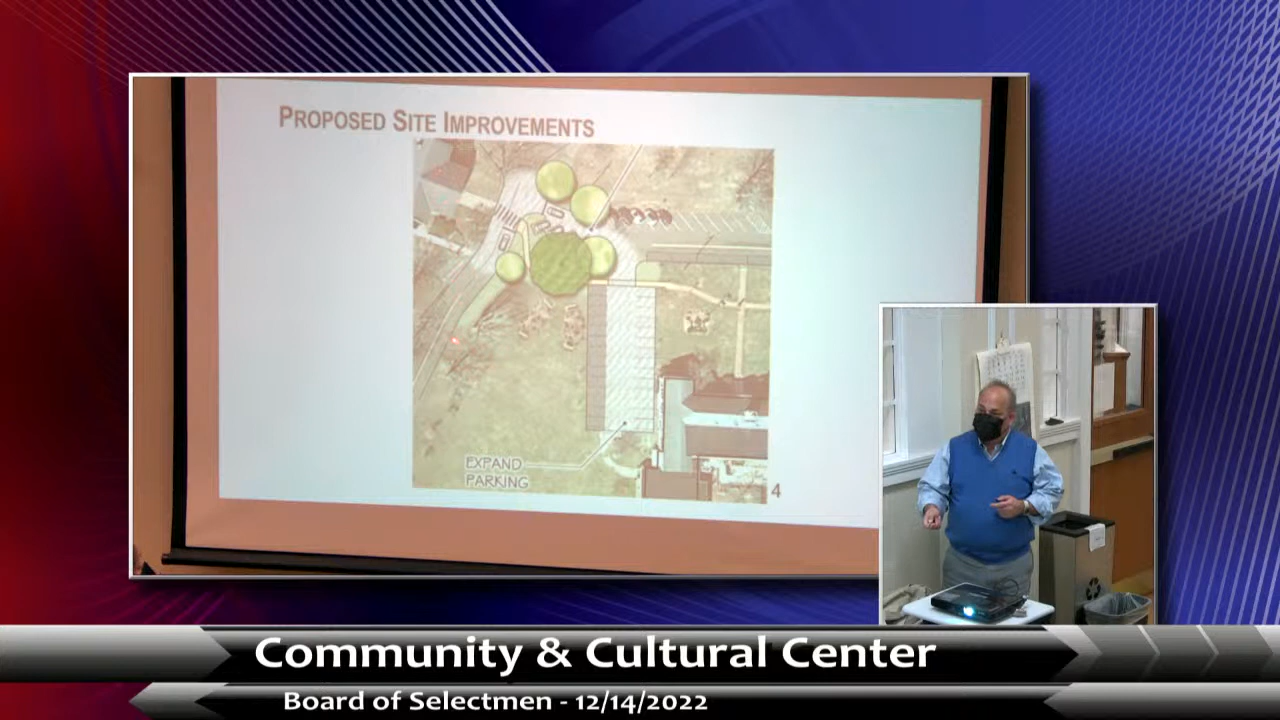 PROPOSED SITE IMPROVEMENTS
EXPAND
PARKING
4
Community & Cultural Center
Board of Selectmen - 12/14/2022